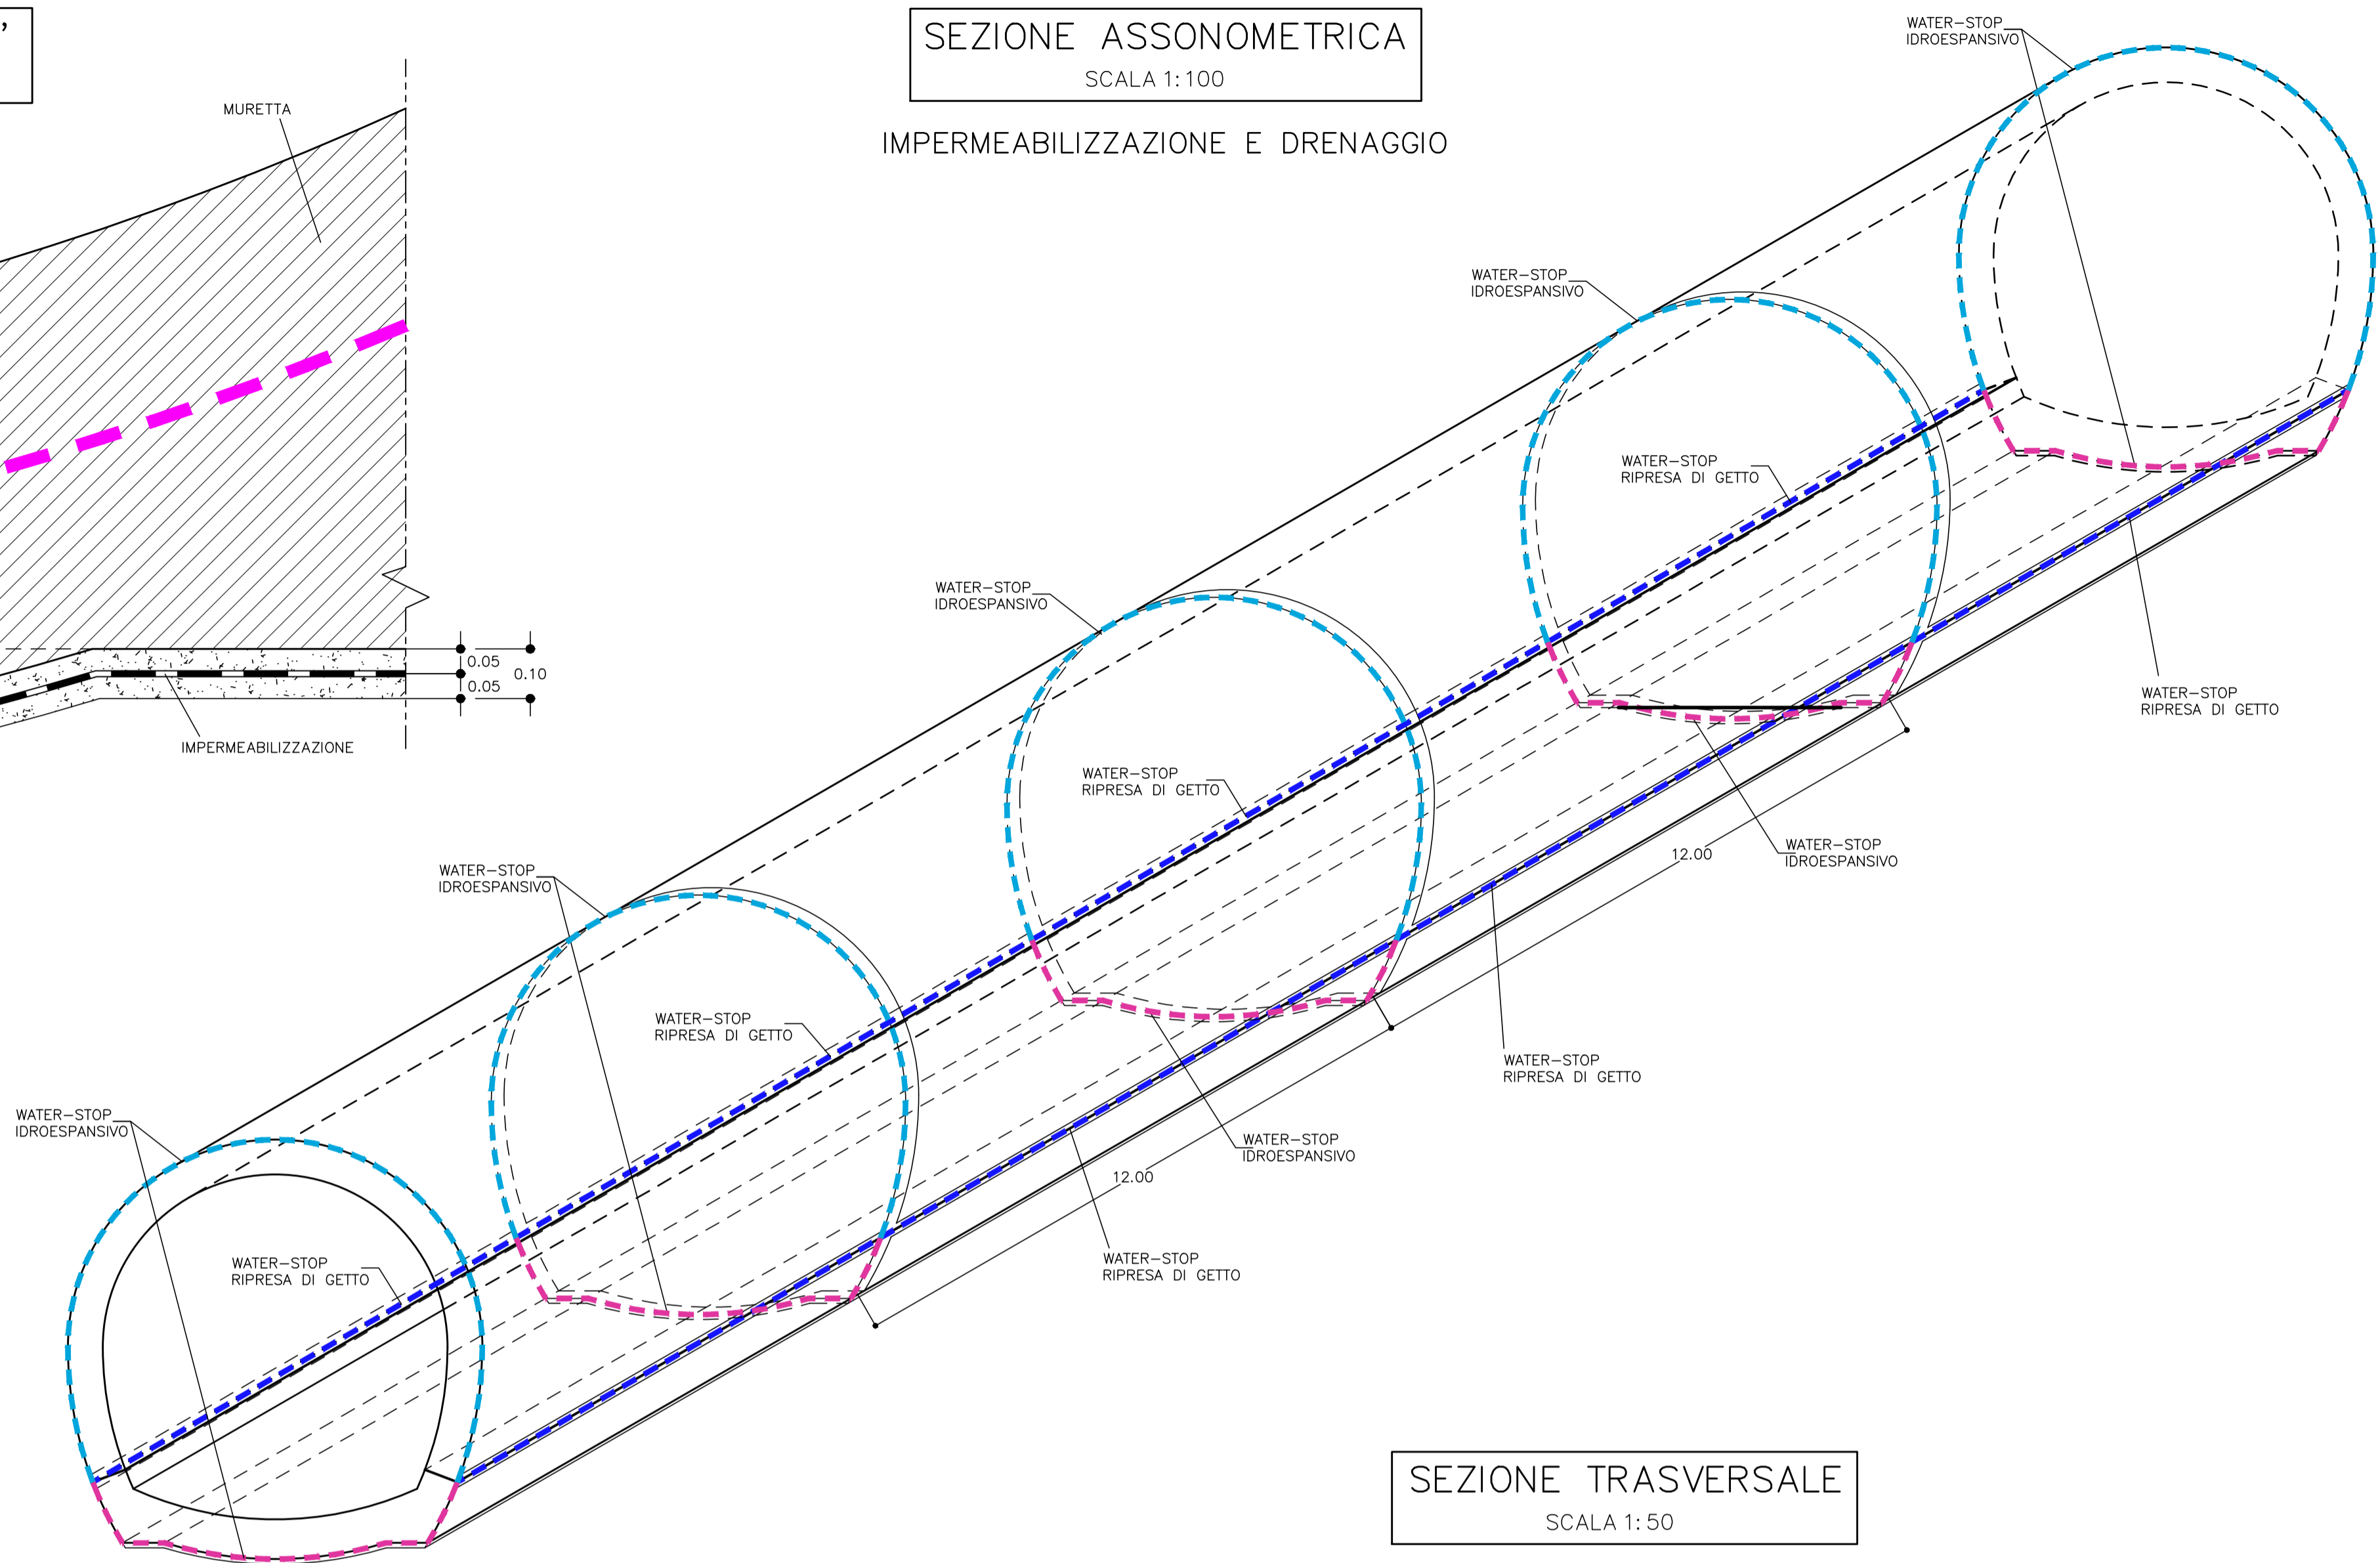 ’
SEZIONE ASSONOMETRICA
SCALA 1:100
IMPERMEABILIZZAZIONE E DRENAGGIO
WATER-STOP
IDROESPANSIVO
MURETTA
WATER-STOP
IDROESPANSIVO
WATER-STOP
RIPRESA DI GETTO
WATER-STOP
IDROESPANSIVO
0.05
0.10
0.05
IMPERMEABILIZZAZIONE
WATER-STOP
RIPRESA DI GETTO
WATER-STOP
RIPRESA DI GETTO
12.00
WATER-STOP
IDROESPANSIVO
WATER-STOP
IDROESPANSIVO
WATER-STOP
RIPRESA DI GETTO
WATER-STOP
RIPRESA DI GETTO
WATER-STOP
IDROESPANSIVO
WATER-STOP
IDROESPANSIVO
12.00
WATER-STOP
RIPRESA DI GETTO
WATER-STOP
RIPRESA DI GETTO
SEZIONE TRASVERSALE
SCALA 1:50